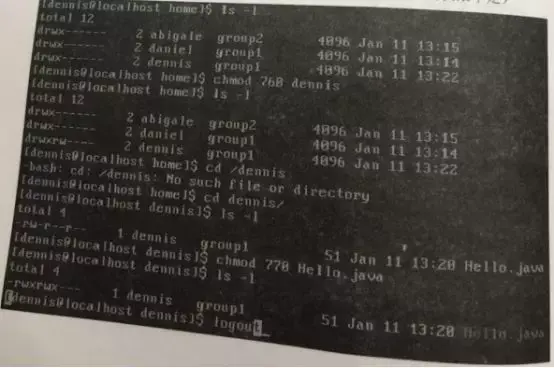 [dennis@localhost home]$ ls -l
total 12
drwx------ 2 abigale group2 4096 Jan 11 13:15
drwx------ 2 daniel group1 4096 Jan 11 13:14
drwx------ 2 dennis group1 4096 Jan 11 13:22
[dennis@localhost home]$ chmod 760 dennis
[dennis@localhost home]$ ls -l
total 12
drwx------ 2 abigale group2 4096 Jan 11 13:15
drwx------ 2 daniel group1 4096 Jan 11 13:14
drwxrw---- 2 dennis group1 4096 Jan 11 13:22
[dennis@localhost home]$ cd /dennis
-bash: cd: /dennis: No such file or directory
[dennis@localhost home]$ cd dennis/
[dennis@localhost dennis]$ ls -l
total 4
-rw-r--r-- 1 dennis group1 51 Jan 11 13:20 Hello.java
[dennis@localhost dennis]$ chmod 770 Hello.java
[dennis@localhost dennis]$ ls -l
total 4
-rwxrwx--- 1 dennis group1 51 Jan 11 13:20 Hello.java
[dennis@localhost dennis]$ logout